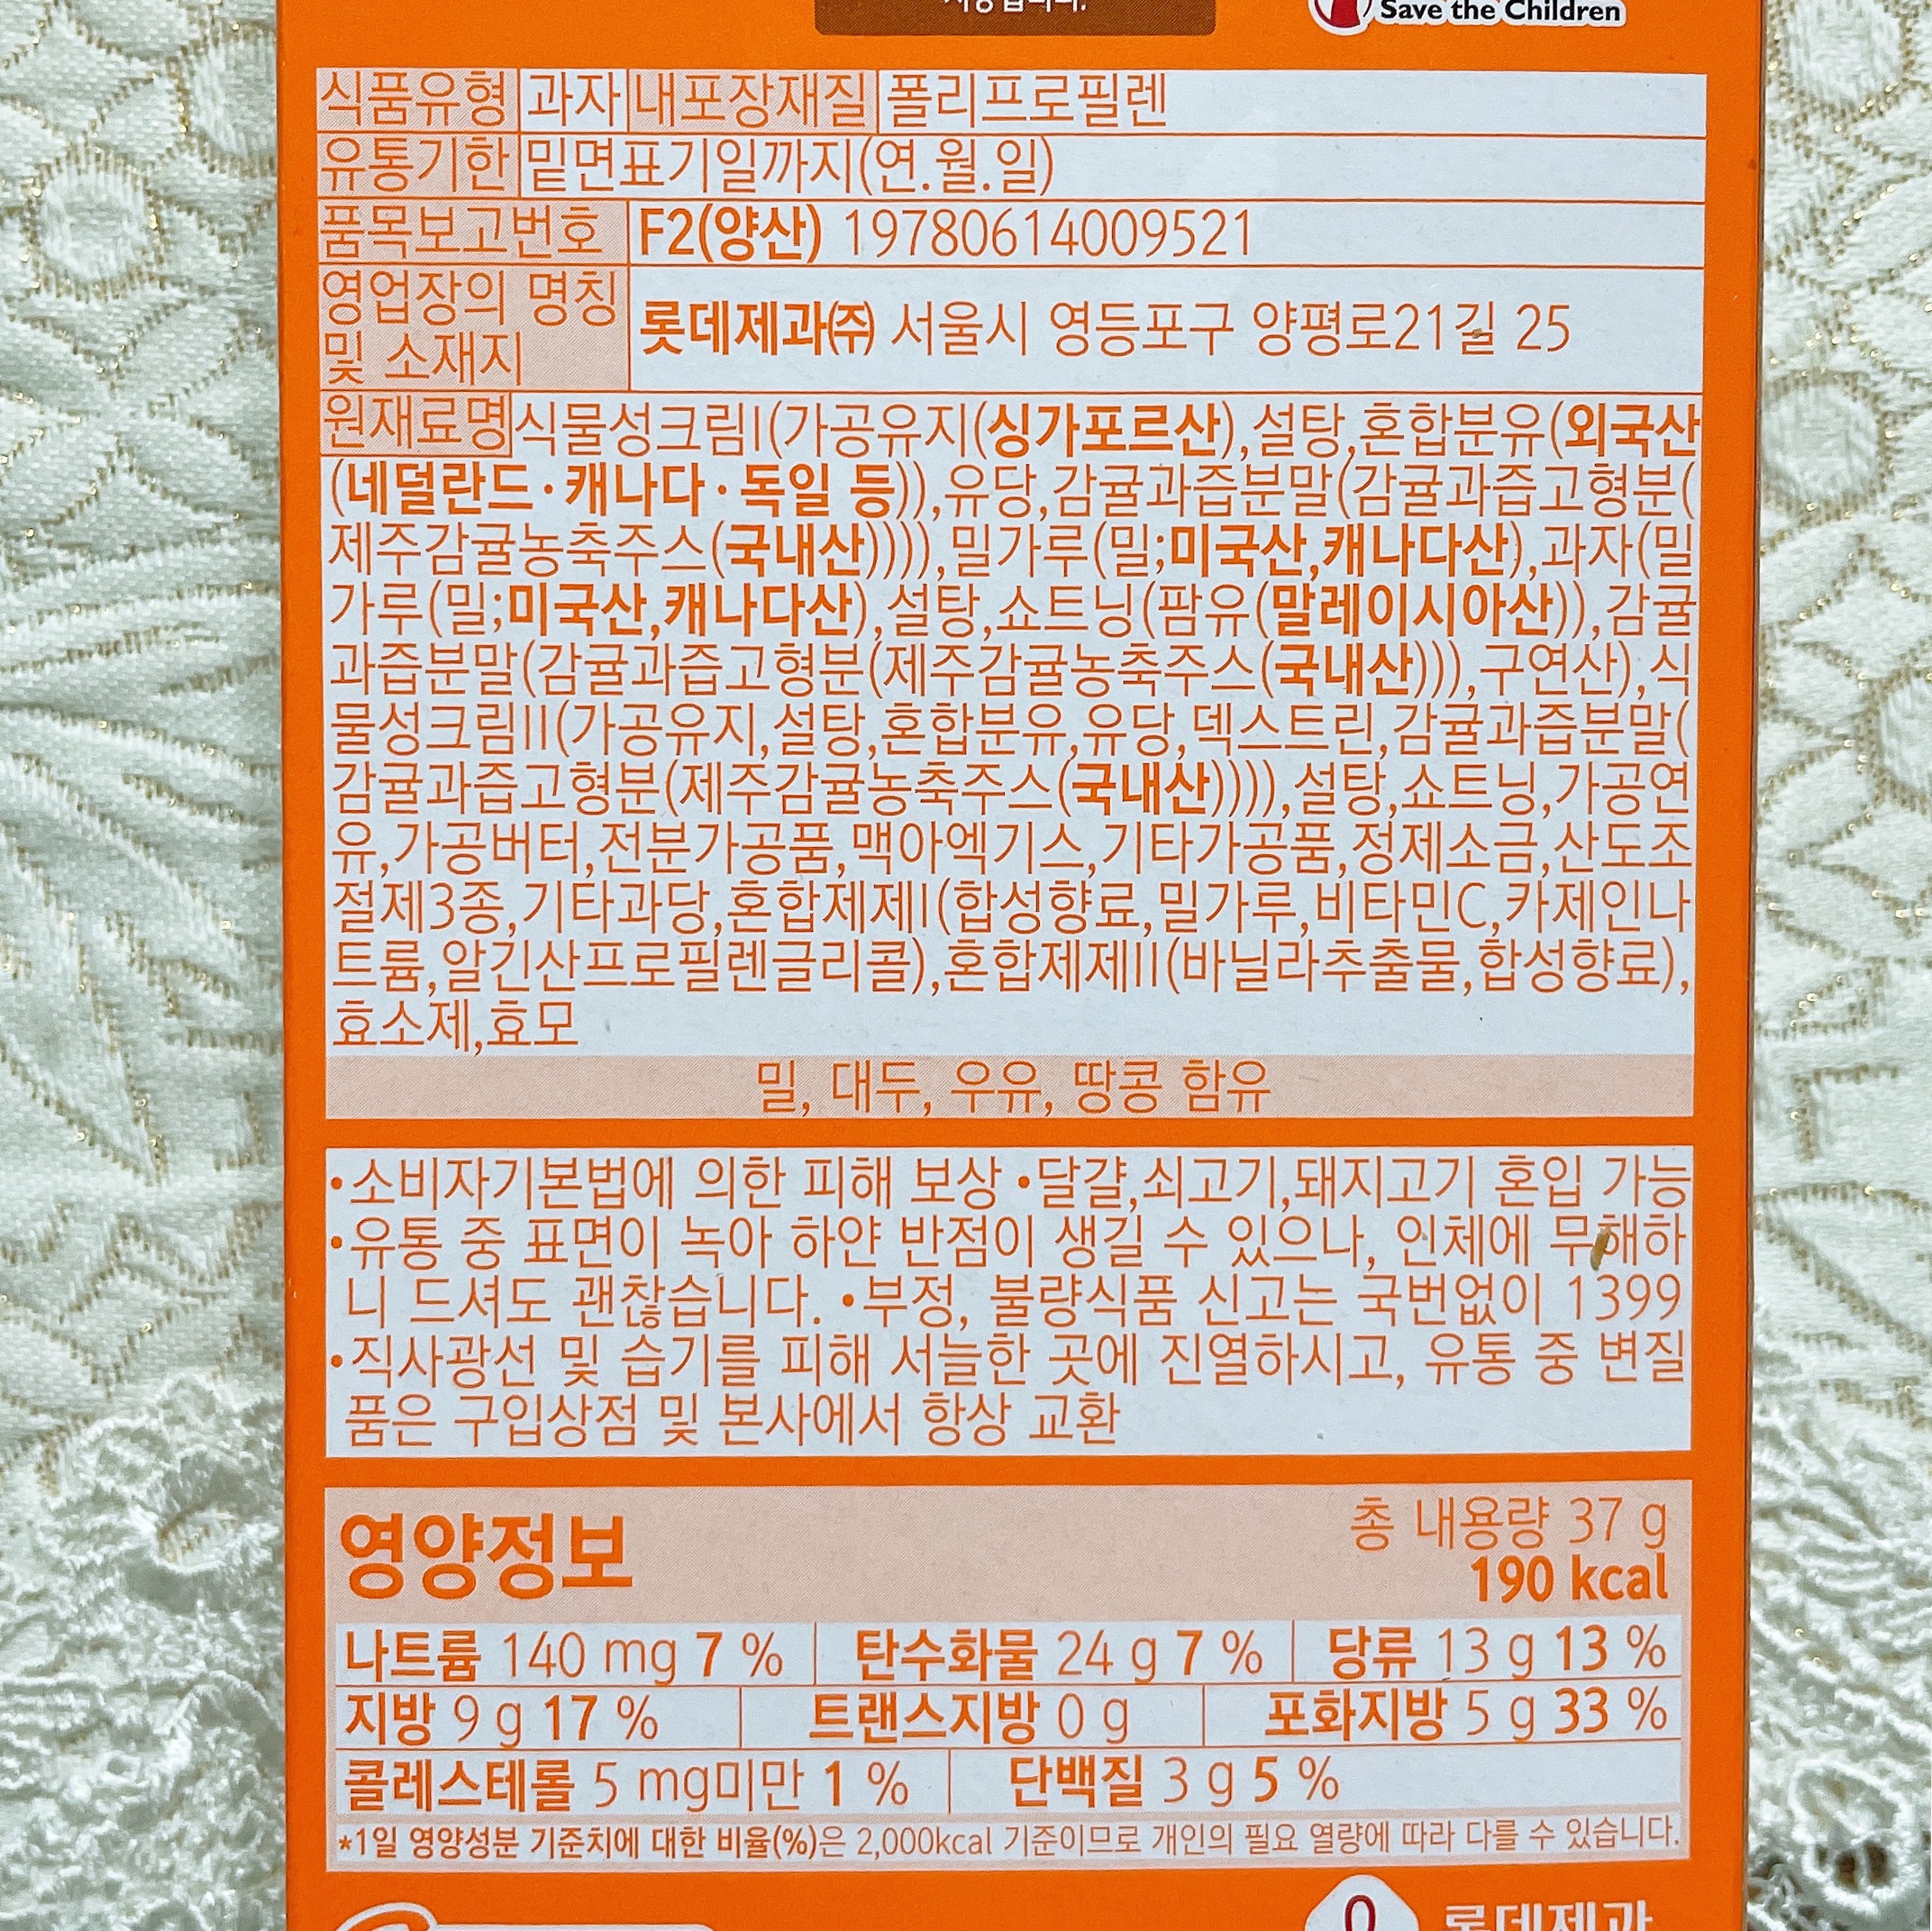 Save the Children
식품유형 과자 내포장재질 폴리프로필렌
유통기한 밑면표기일까지(연.월.일)
품목보고번호 F2(양산) 19780614009521
영업장의 명칭
및 소재지
롯데제과㈜ 서울시 영등포구 양평로21길 25
원재료명 식물성크림I(가공유지(싱가포르산),설탕,혼합분유(외국산
(네덜란드·캐나다·독일 등)),유당,감귤과즙분말(감귤과즙고형분(
제주감귤농축주스(국내산)))),밀가루(밀;미국산,캐나다산),과자(밀
가루(밀;미국산,캐나다산),설탕,쇼트닝(팜유(말레이시아산)),감귤
과즙분말(감귤과즙고형분(제주감귤농축주스(국내산))),구연산),식
물성크림II(가공유지,설탕,혼합분유,유당,덱스트린,감귤과즙분말(
감귤과즙고형분(제주감귤농축주스(국내산)))),설탕,쇼트닝,가공연
유,가공버터,전분가공품,맥아엑기스,기타가공품,정제소금,산도조
절제3종,기타과당,혼합제제I(합성향료,밀가루,비타민C,카제인나
트륨,알긴산프로필렌글리콜),혼합제제II(바닐라추출물,합성향료),
효소제,효모
밀, 대두, 우유, 땅콩 함유
•소비자기본법에 의한 피해 보상 •달걀,쇠고기,돼지고기 혼입 가능
•유통 중 표면이 녹아 하얀 반점이 생길 수 있으나, 인체에 무해하
니 드셔도 괜찮습니다. •부정, 불량식품 신고는 국번없이 1399
•직사광선 및 습기를 피해 서늘한 곳에 진열하시고, 유통 중 변질
품은 구입상점 및 본사에서 항상 교환
영양정보
총 내용량 37 g
190 kcal
나트륨 140 mg 7 % 탄수화물 24 g 7 % 당류 13 g 13 %
지방 9 g 17 % 트랜스지방 0 g 포화지방 5 g 33 %
콜레스테롤 5 mg미만 1 % 단백질 3 g 5 %
*1일 영양성분 기준치에 대한 비율(%)은 2,000kcal 기준이므로 개인의 필요 열량에 따라 다를 수 있습니다.
롯데제과